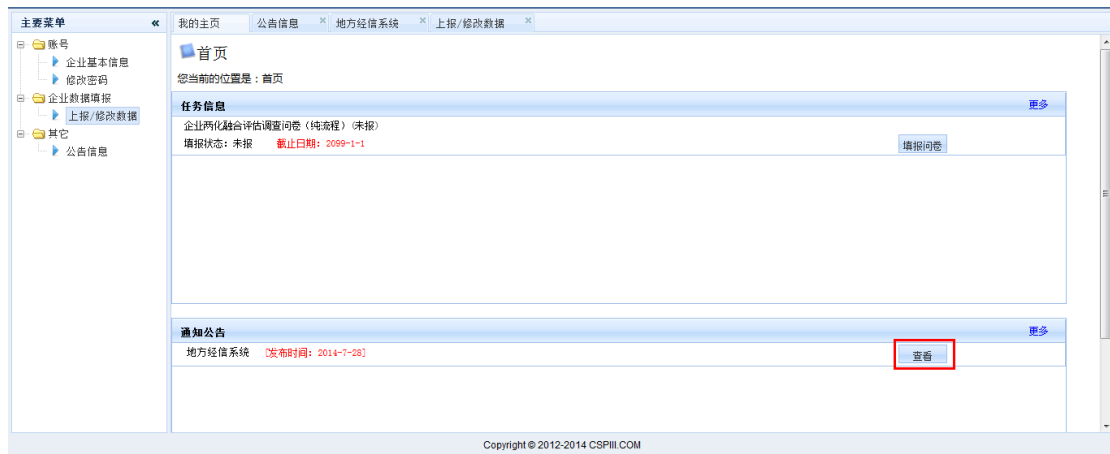 主要菜单 «
账号
企业基本信息
修改密码
企业数据填报
上报/修改数据
其它
公告信息
我的主页 公告信息 × 地方经信系统 × 上报/修改数据 ×
首页
您当前的位置是：首页
任务信息 更多
企业两化融合评估调查问卷（纯流程）(未报)
填报状态: 未报 截止日期: 2099-1-1 填报问卷
通知公告 更多
地方经信系统 [发布时间: 2014-7-28] 查看
Copyright © 2012-2014 CSPIII.COM